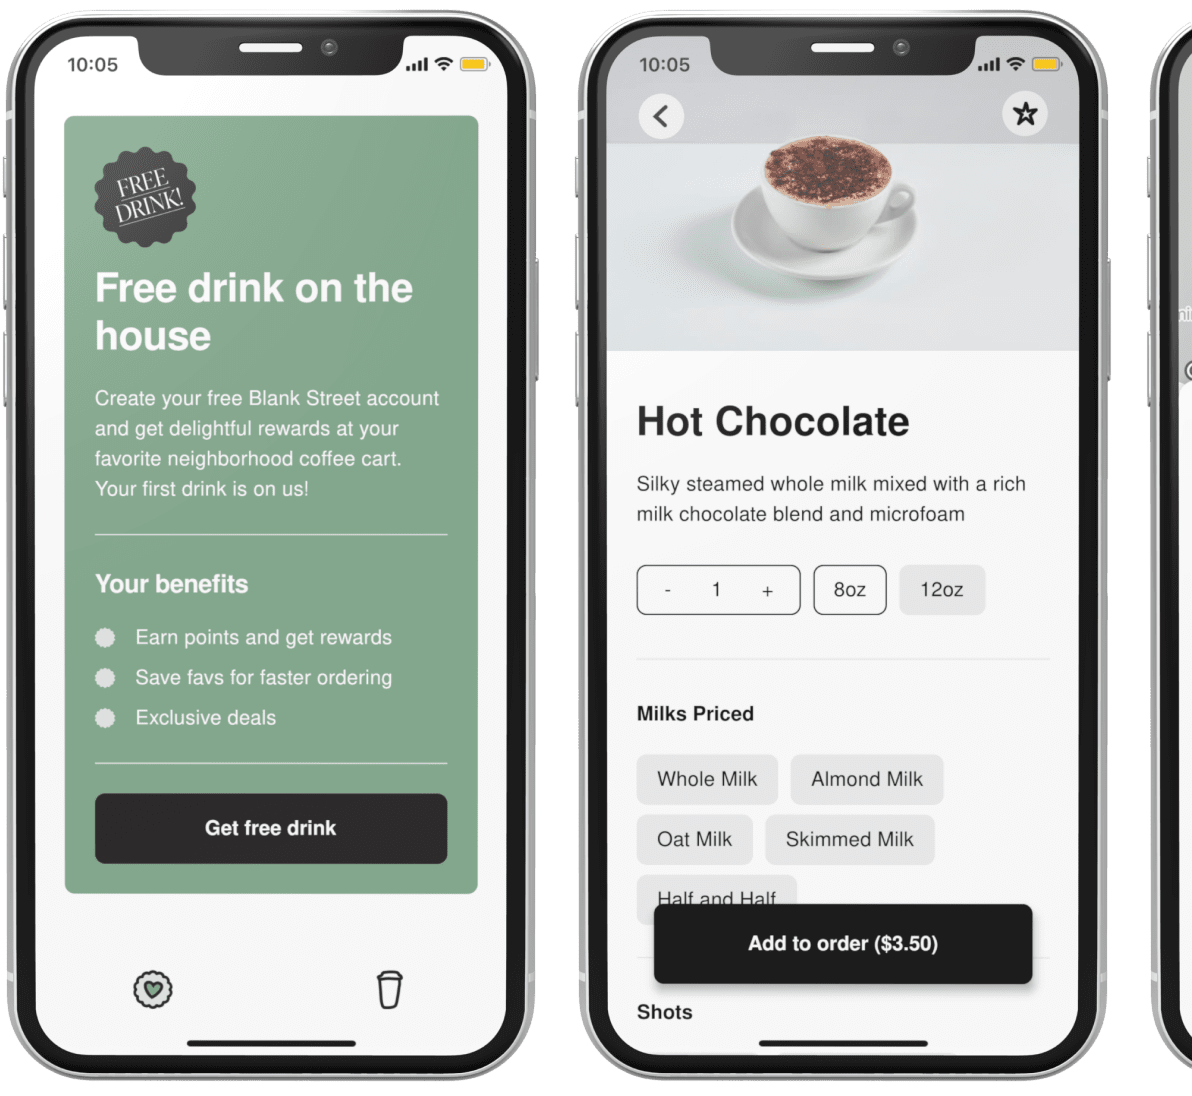 10:05
FREE
DRINK!
Free drink on the
house
Create your free Blank Street account
and get delightful rewards at your
favorite neighborhood coffee cart.
Your first drink is on us!
Your benefits
Earn points and get rewards
Save favs for faster ordering
Exclusive deals
Get free drink
10:05
Hot Chocolate
Silky steamed whole milk mixed with a rich
milk chocolate blend and microfoam
- 1 + 8oz 12oz
Milks Priced
Whole Milk Almond Milk
Oat Milk Skimmed Milk
Half and Half
Add to order ($3.50)
Shots